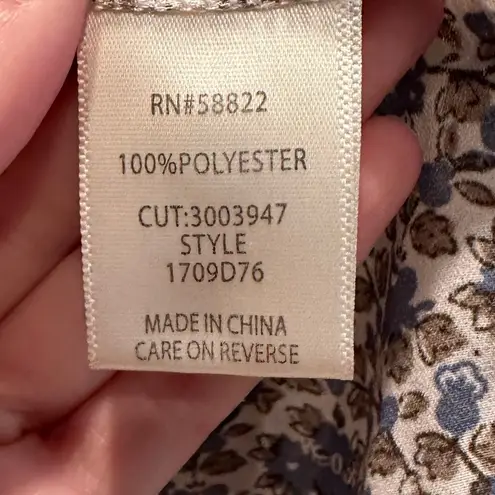 RN#58822
100%POLYESTER
CUT:3003947
STYLE
1709D76
MADE IN CHINA
CARE ON REVERSE